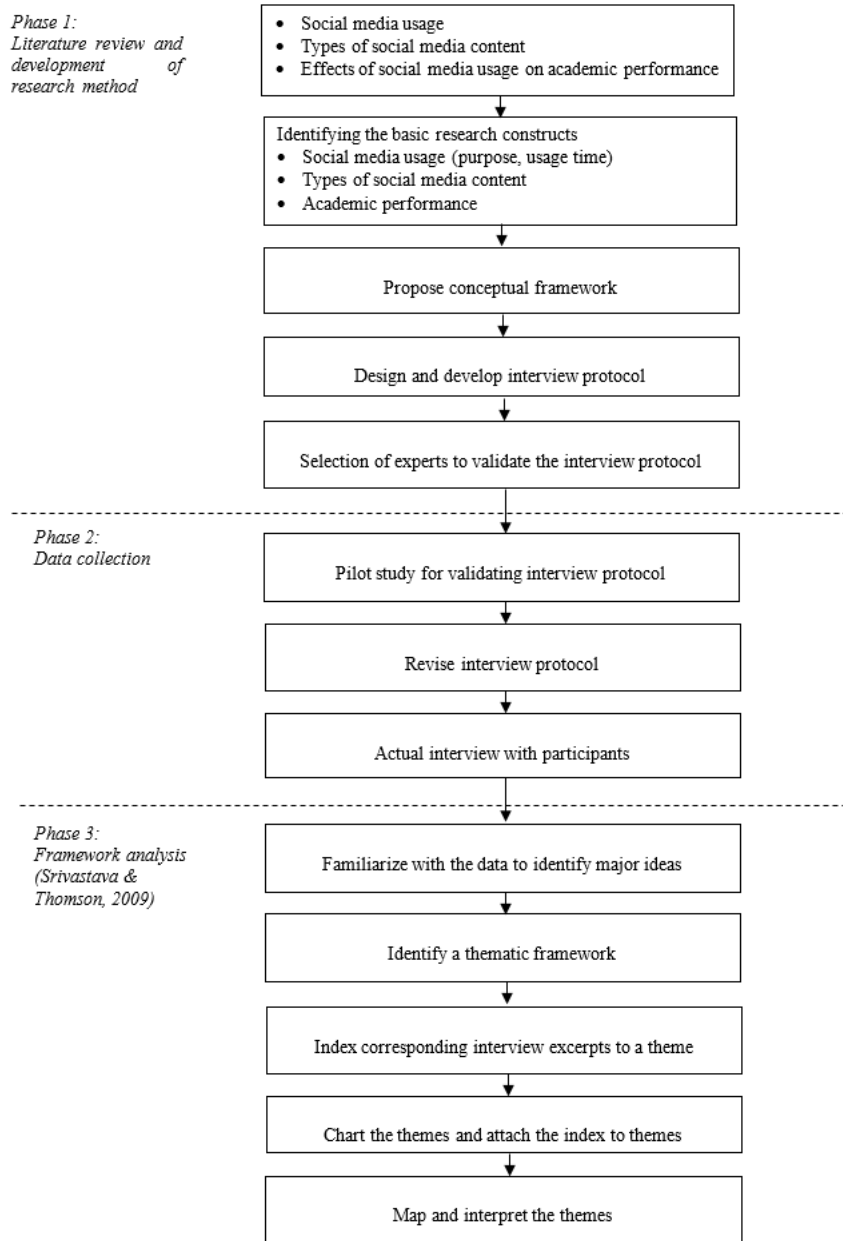 Phase 1:
Literature review and
development of
research method
• Social media usage
• Types of social media content
• Effects of social media usage on academic performance
Identifying the basic research constructs
• Social media usage (purpose, usage time)
• Types of social media content
• Academic performance
Propose conceptual framework
Design and develop interview protocol
Selection of experts to validate the interview protocol
Phase 2:
Data collection
Pilot study for validating interview protocol
Revise interview protocol
Actual interview with participants
Phase 3:
Framework analysis
(Srivastava &
Thomson, 2009)
Familiarize with the data to identify major ideas
Identify a thematic framework
Index corresponding interview excerpts to a theme
Chart the themes and attach the index to themes
Map and interpret the themes